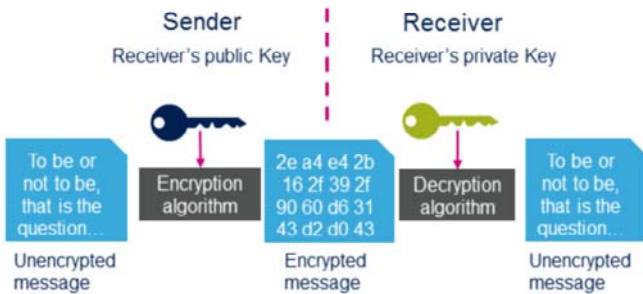 Sender
Receiver
Receiver's public Key
Receiver's private Key
To be or
not to be,
that is the
question…
Encryption
algorithm
2e a4 e4 2b
16 2f 39 2f
90 60 d6 31
43 d2 d0 43
Decryption
algorithm
To be or
not to be,
that is the
question…
Unencrypted
message
Encrypted
message
Unencrypted
message